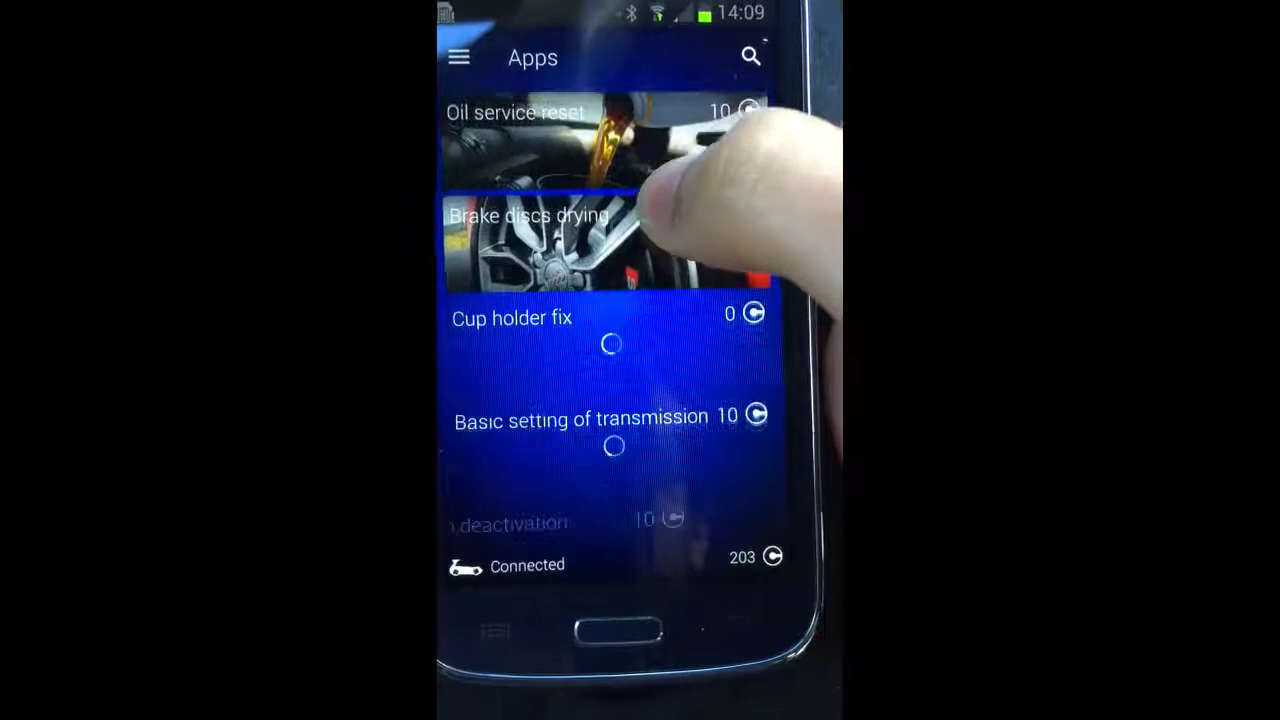 14:09
Apps
Oil service reset 10
Brake discs drying
Cup holder fix 0
Basic setting of transmission 10
deactivation 10
Connected 203